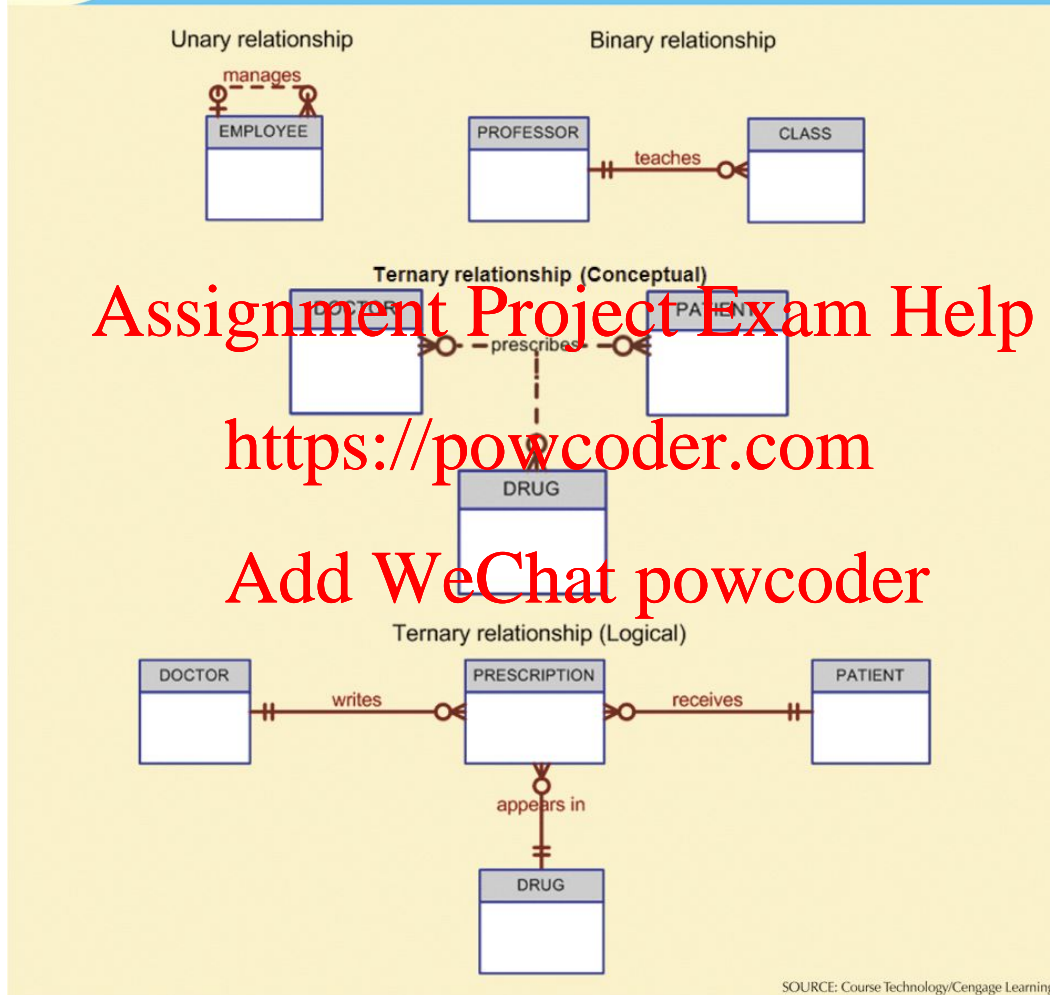 Unary relationship
Binary relationship
manages
EMPLOYEE
PROFESSOR
teaches
CLASS
Ternary relationship (Conceptual)
DOCTOR
PATIENT
Assignment Project Exam Help
prescribes
https://powcoder.com
DRUG
Add WeChat powcoder
Ternary relationship (Logical)
DOCTOR
writes
PRESCRIPTION
receives
PATIENT
appears in
DRUG
SOURCE: Course Technology/Cengage Learning